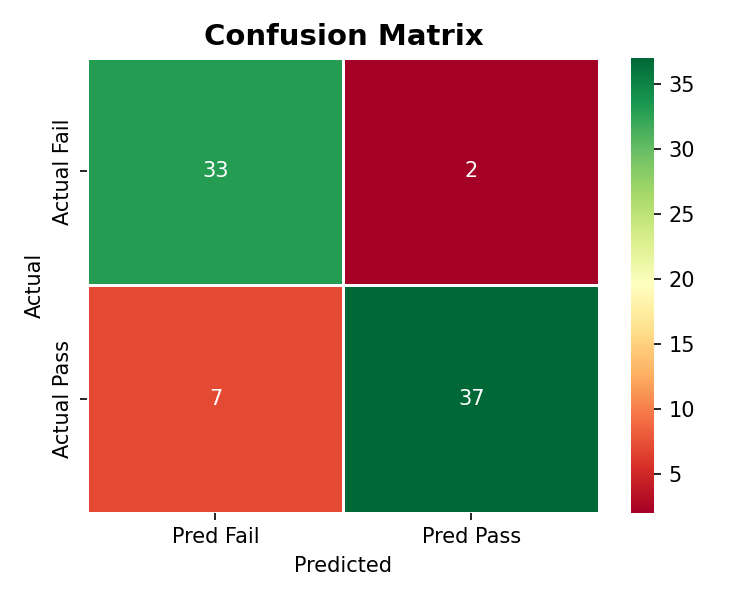 Confusion Matrix
Actual
Actual Fail
Actual Pass
33
2
7
37
Pred Fail
Pred Pass
Predicted
35
30
25
20
15
10
5